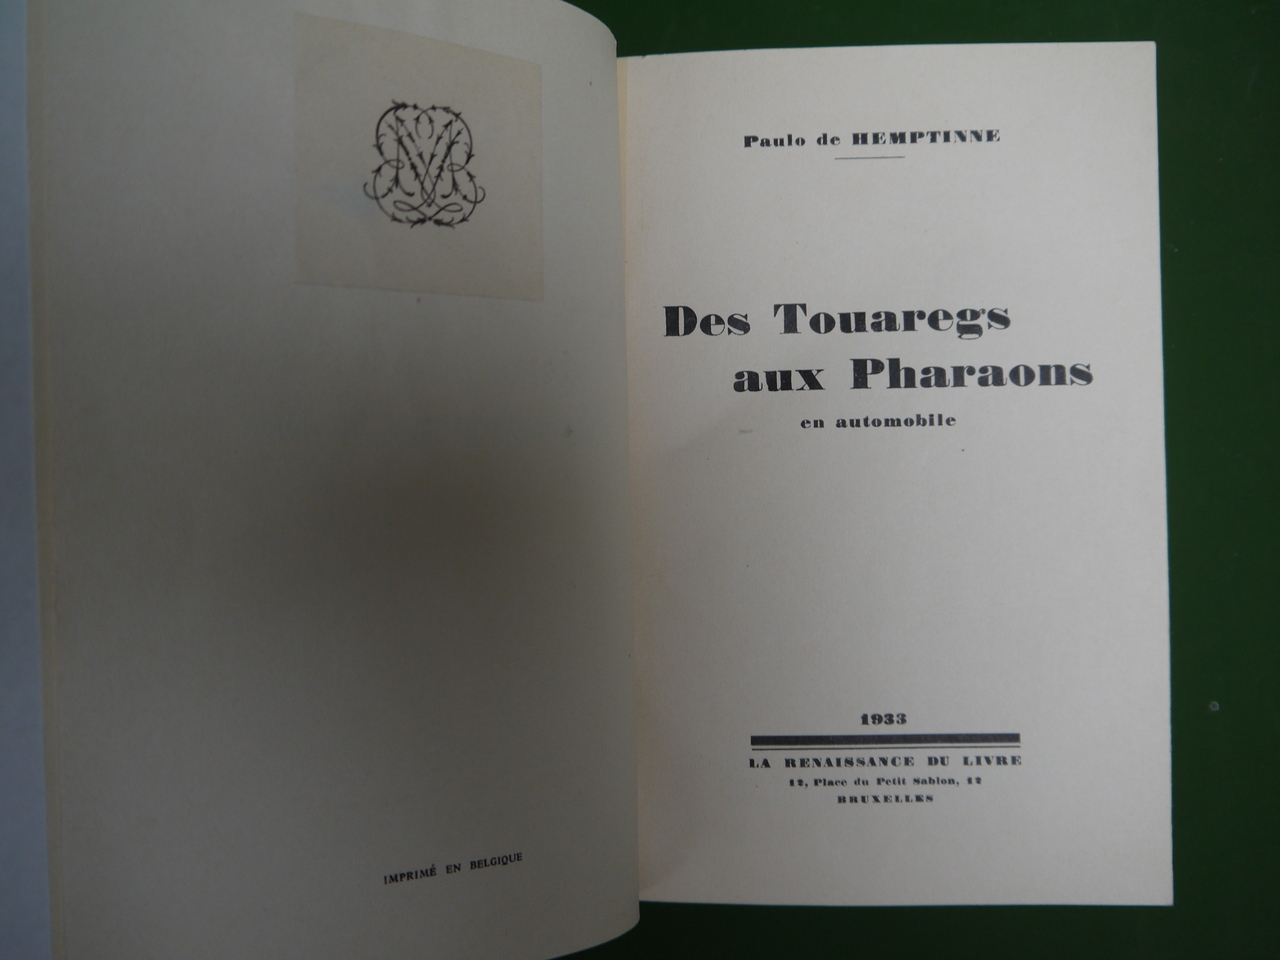 IMPRIMÉ EN BELGIQUE
Paulo de HEMPTINNE
Des Touaregs
aux Pharaons
en automobile
1933
LA RENAISSANCE DU LIVRE
12, Place du Petit Sablon, 12
BRUXELLES